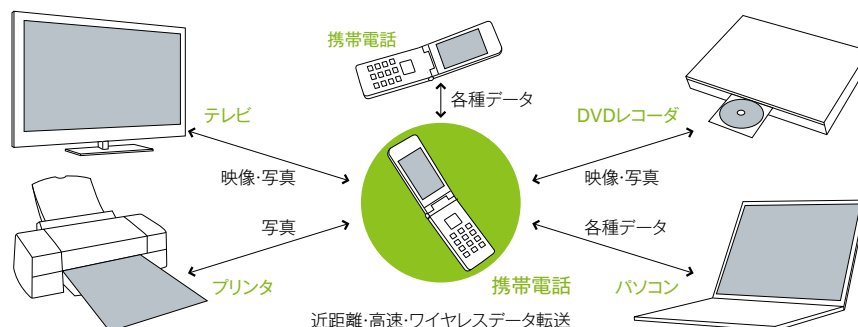 携帯電話
各種データ
テレビ
DVDレコーダ
映像・写真
映像・写真
写真
各種データ
プリンタ
携帯電話
パソコン
近距離・高速・ワイヤレスデータ転送